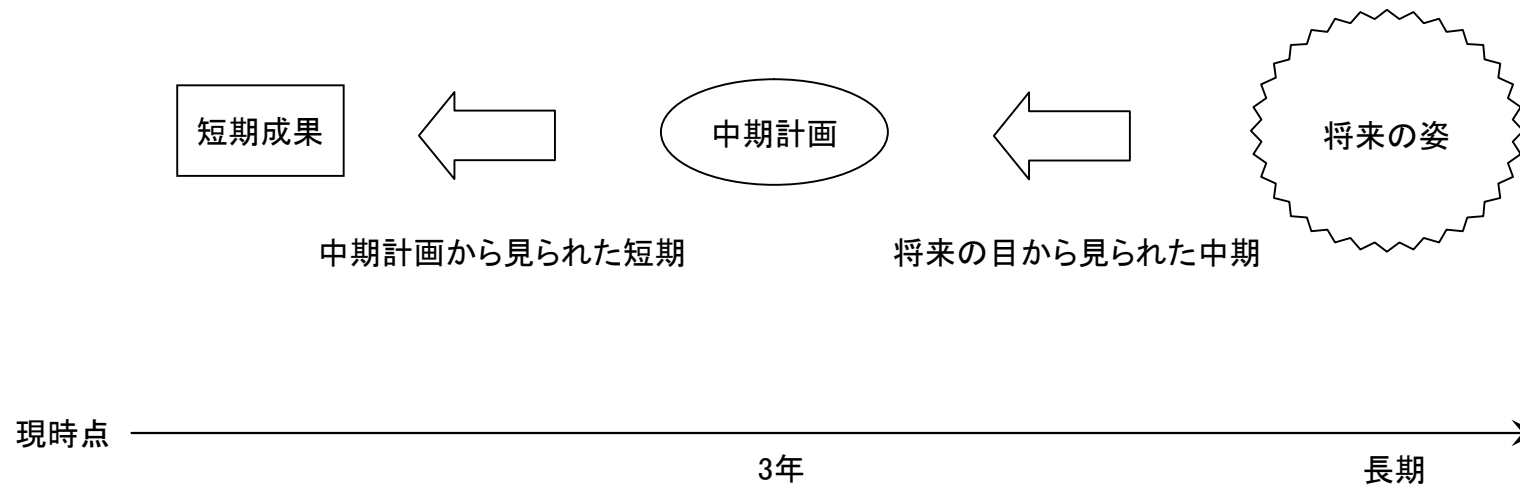 短期成果
中期計画
将来の姿
中期計画から見られた短期
将来の目から見られた中期
現時点
3年
長期